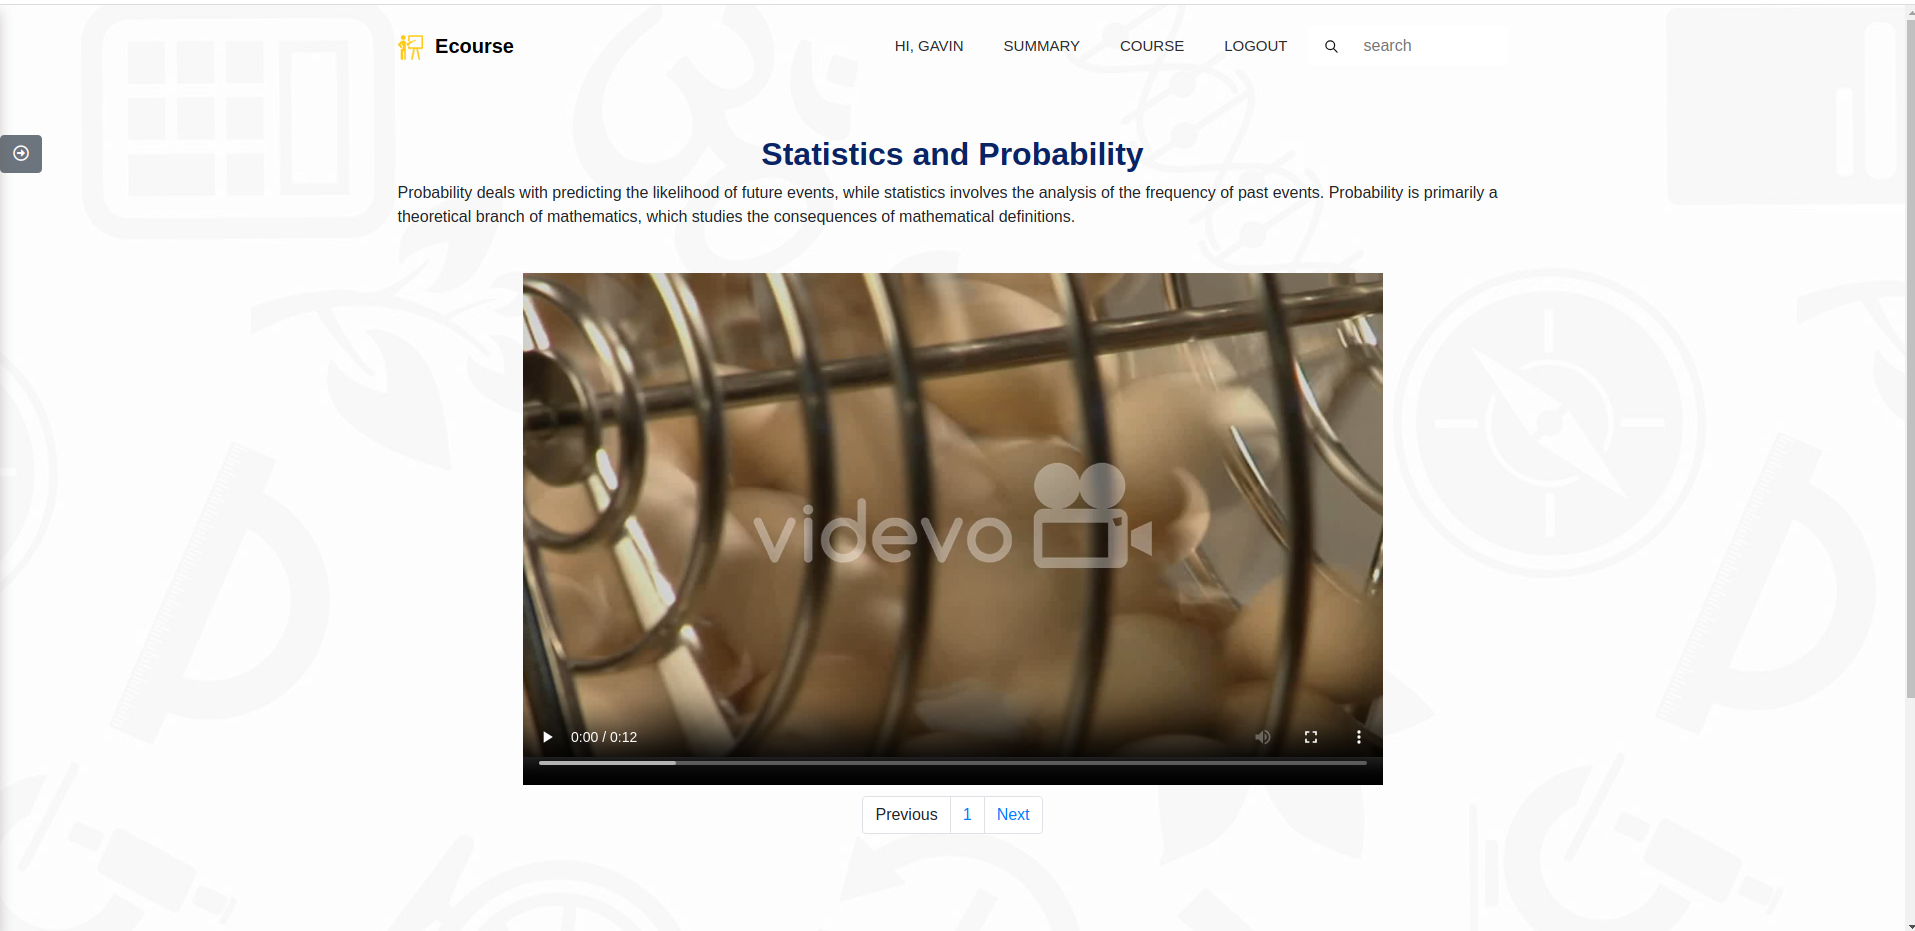 Ecourse
HI, GAVIN
SUMMARY
COURSE
LOGOUT
search
Statistics and Probability
Probability deals with predicting the likelihood of future events, while statistics involves the analysis of the frequency of past events. Probability is primarily a
theoretical branch of mathematics, which studies the consequences of mathematical definitions.
videvo
0:00 / 0:12
Previous
1
Next